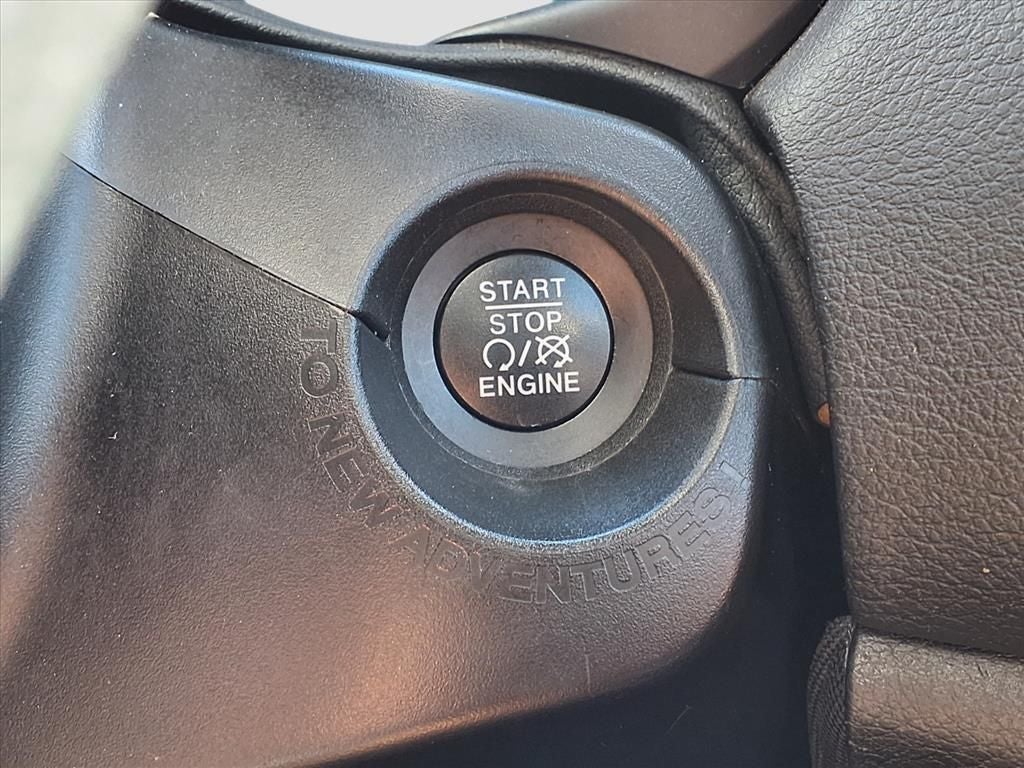 START
STOP
/
ENGINE
TO NEW ADVENTURES!